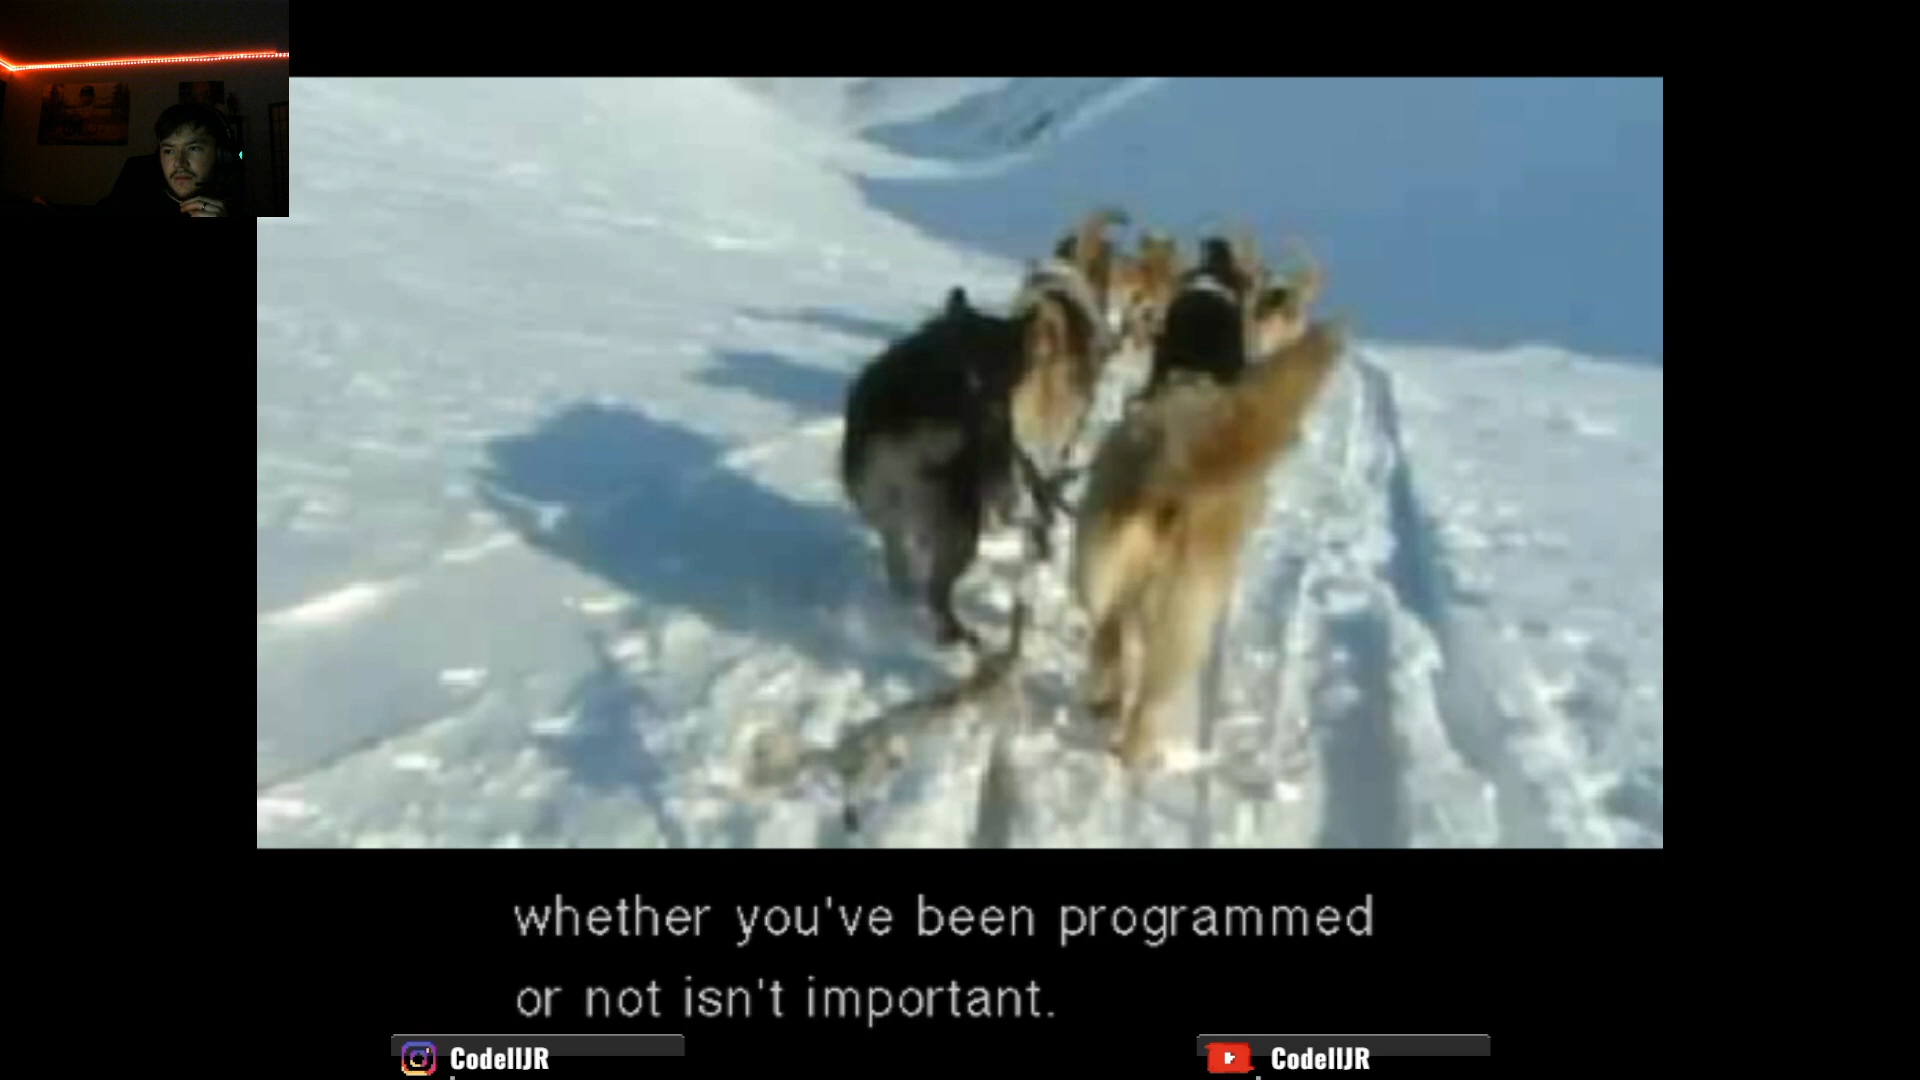 whether you've been programmed
or not isn't important.
CodellJR
CodellJR